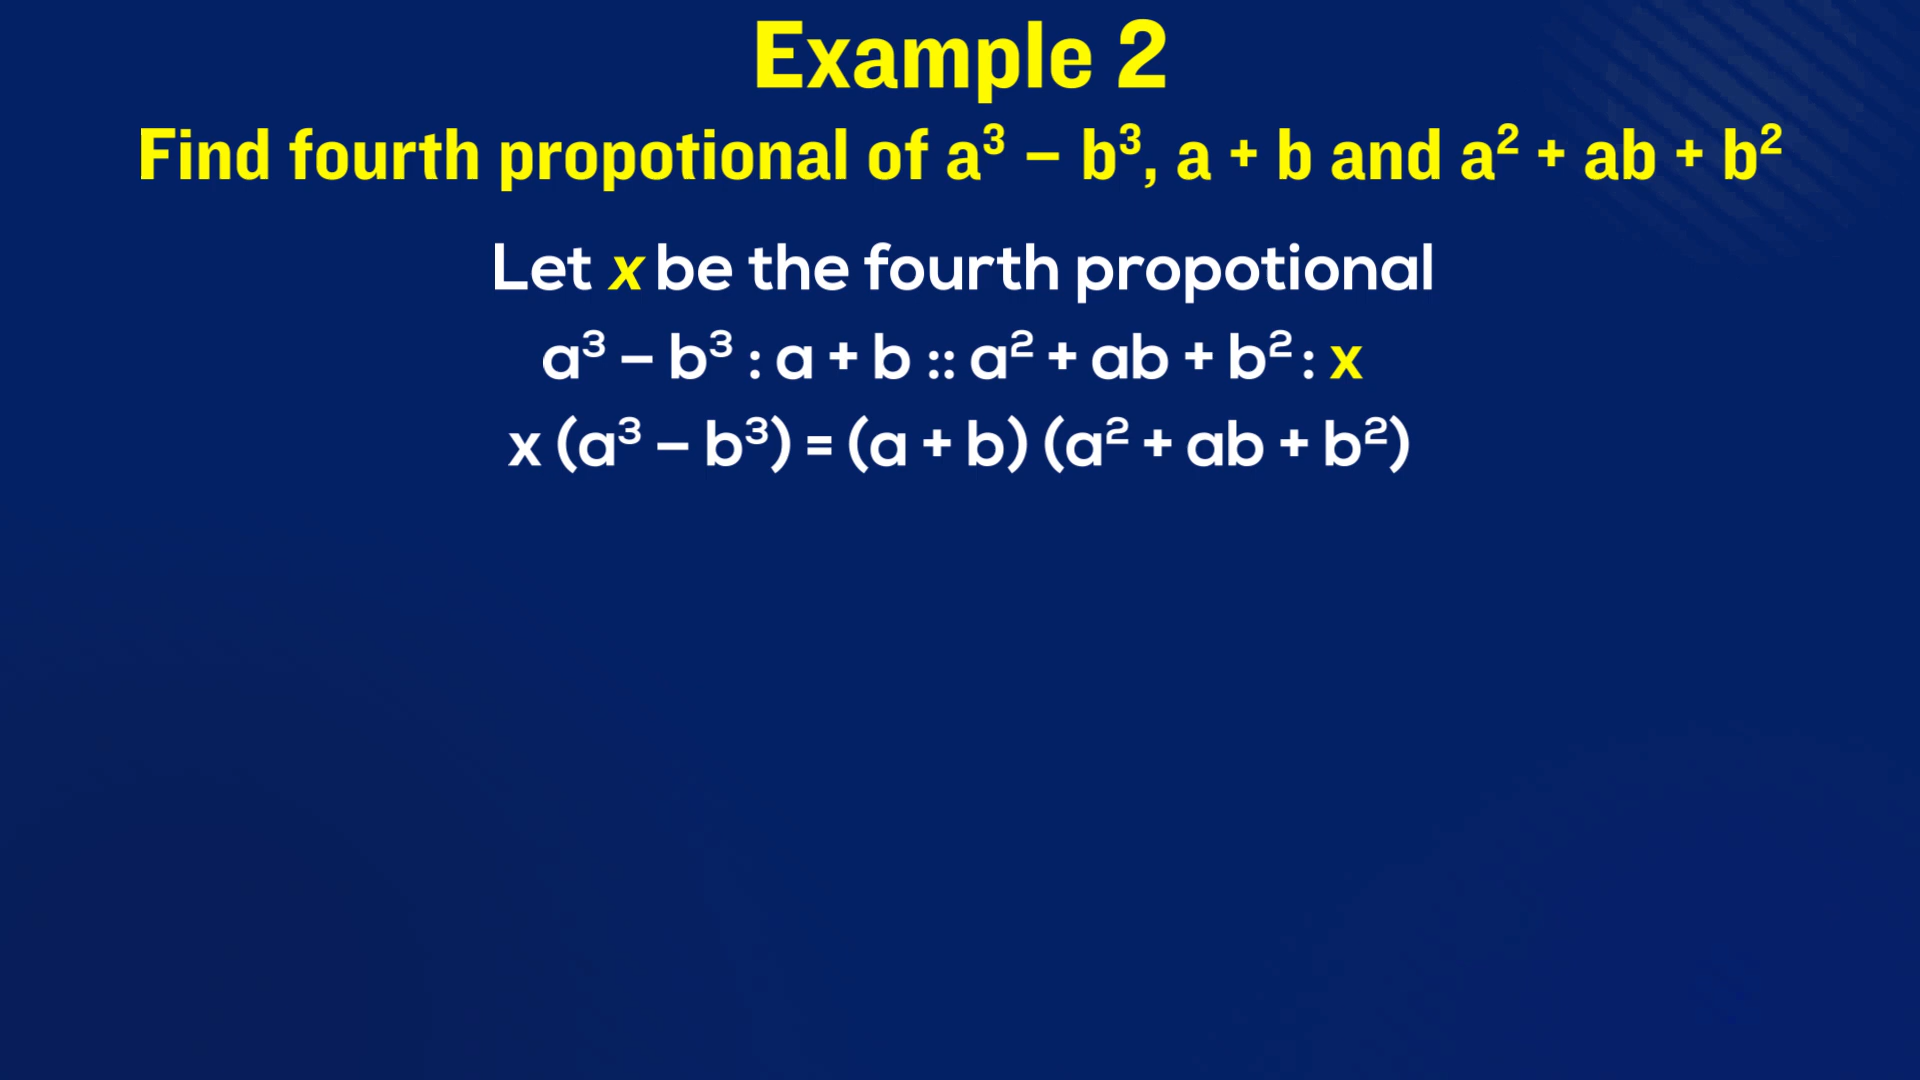 Example 2
Find fourth propotional of a³ – b³, a + b and a² + ab + b²
Let x be the fourth propotional
a³ – b³ : a + b :: a² + ab + b² : x
x (a³ – b³) = (a + b) (a² + ab + b²)